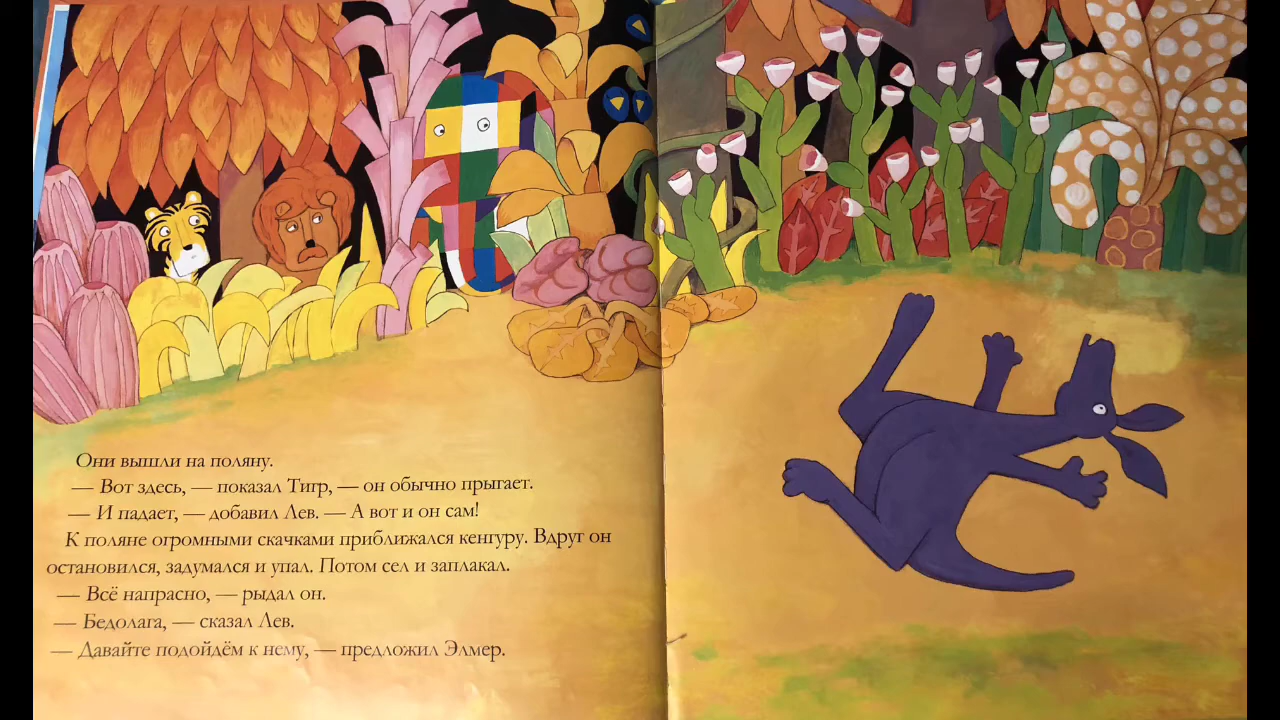 Они вышли на поляну.
— Вот здесь, — показал Тигр, — он обычно прыгает.
— И падает, — добавил Лев. — А вот и он сам!
К поляне огромными скачками приближался кенгуру. Вдруг он
остановился, задумался и упал. Потом сел и заплакал.
— Всё напрасно, — рыдал он.
— Бедолага, — сказал Лев.
— Давайте подойдём к нему, — предложил Элмер.